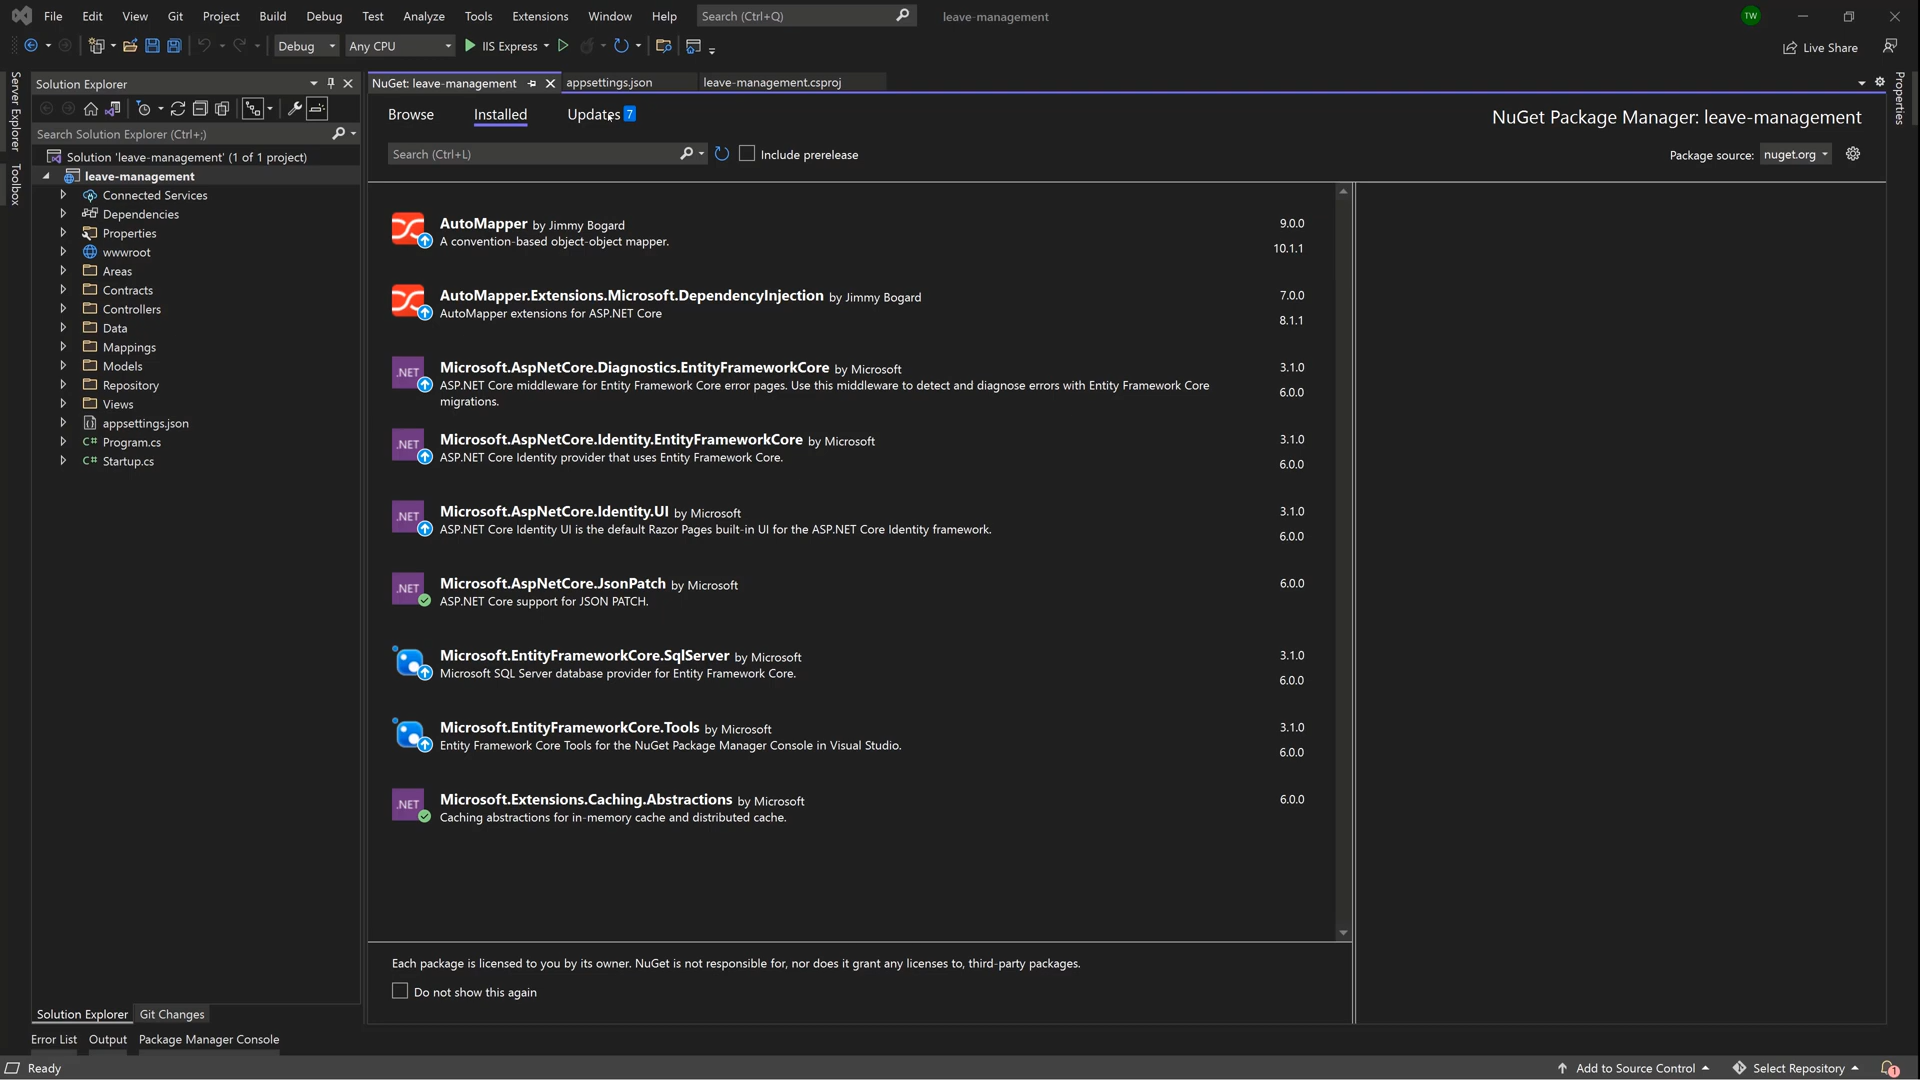 File Edit View Git Project Build Debug Test Analyze Tools Extensions Window Help Search (Ctrl+Q) leave-management TW
Debug Any CPU IIS Express Live Share
Server Explorer
Toolbox
Solution Explorer
Search Solution Explorer (Ctrl+;)
Solution 'leave-management' (1 of 1 project)
leave-management
Connected Services
Dependencies
Properties
wwwroot
Areas
Contracts
Controllers
Data
Mappings
Models
Repository
Views
appsettings.json
C# Program.cs
C# Startup.cs
Solution Explorer Git Changes
NuGet: leave-management appsettings.json leave-management.csproj
Browse Installed Updates 7
NuGet Package Manager: leave-management
Search (Ctrl+L) Include prerelease
Package source: nuget.org
AutoMapper by Jimmy Bogard 9.0.0
A convention-based object-object mapper.
10.1.1
AutoMapper.Extensions.Microsoft.DependencyInjection by Jimmy Bogard 7.0.0
AutoMapper extensions for ASP.NET Core
8.1.1
.NET Microsoft.AspNetCore.Diagnostics.EntityFrameworkCore by Microsoft 3.1.0
ASP.NET Core middleware for Entity Framework Core error pages. Use this middleware to detect and diagnose errors with Entity Framework Core
6.0.0
migrations.
.NET Microsoft.AspNetCore.Identity.EntityFrameworkCore by Microsoft 3.1.0
ASP.NET Core Identity provider that uses Entity Framework Core.
6.0.0
.NET Microsoft.AspNetCore.Identity.UI by Microsoft 3.1.0
ASP.NET Core Identity UI is the default Razor Pages built-in UI for the ASP.NET Core Identity framework.
6.0.0
.NET Microsoft.AspNetCore.JsonPatch by Microsoft 6.0.0
ASP.NET Core support for JSON PATCH.
Microsoft.EntityFrameworkCore.SqlServer by Microsoft 3.1.0
Microsoft SQL Server database provider for Entity Framework Core.
6.0.0
Microsoft.EntityFrameworkCore.Tools by Microsoft 3.1.0
Entity Framework Core Tools for the NuGet Package Manager Console in Visual Studio.
6.0.0
.NET Microsoft.Extensions.Caching.Abstractions by Microsoft 6.0.0
Caching abstractions for in-memory cache and distributed cache.
Each package is licensed to you by its owner. NuGet is not responsible for, nor does it grant any licenses to, third-party packages.
Do not show this again
Properties
Error List Output Package Manager Console
Ready Add to Source Control Select Repository 1